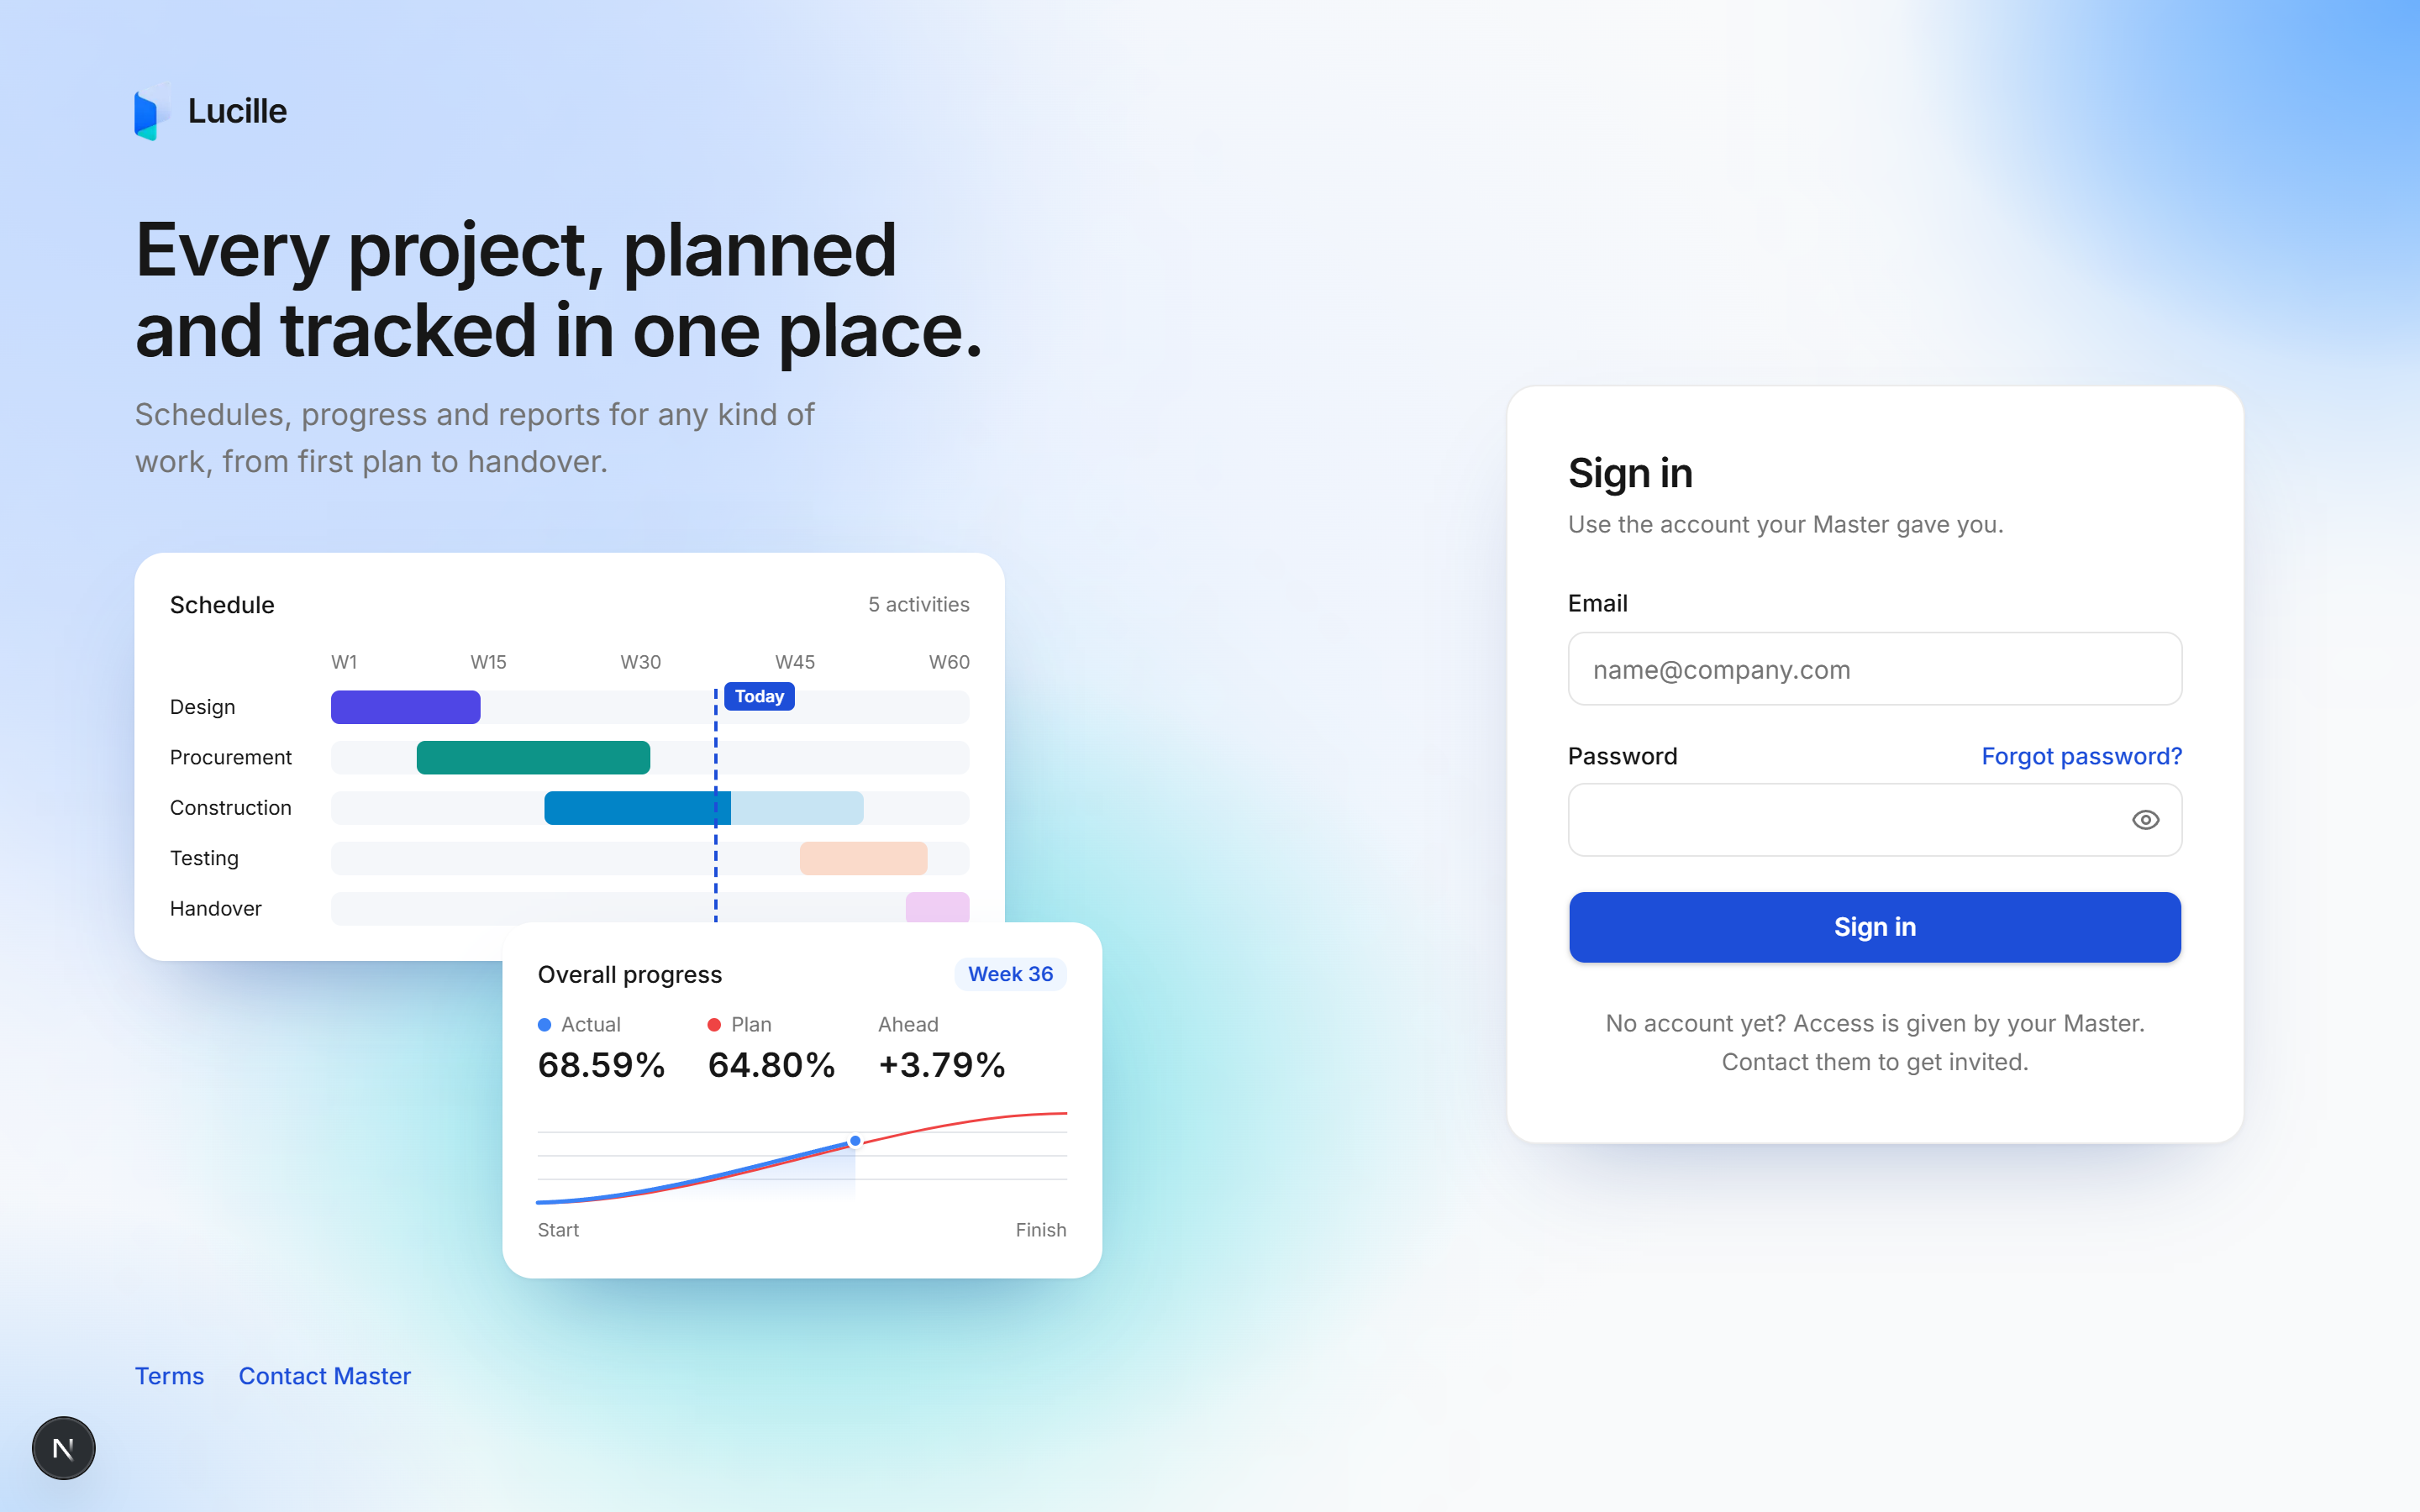 Lucille
Every project, planned
and tracked in one place.
Schedules, progress and reports for any kind of
work, from first plan to handover.
Schedule
5 activities
W1 W15 W30 W45 W60
Today
Design
Procurement
Construction
Testing
Handover
Overall progress
Week 36
Actual Plan Ahead
68.59% 64.80% +3.79%
Start Finish
Terms Contact Master
N
Sign in
Use the account your Master gave you.
Email
name@company.com
Password Forgot password?
Sign in
No account yet? Access is given by your Master.
Contact them to get invited.